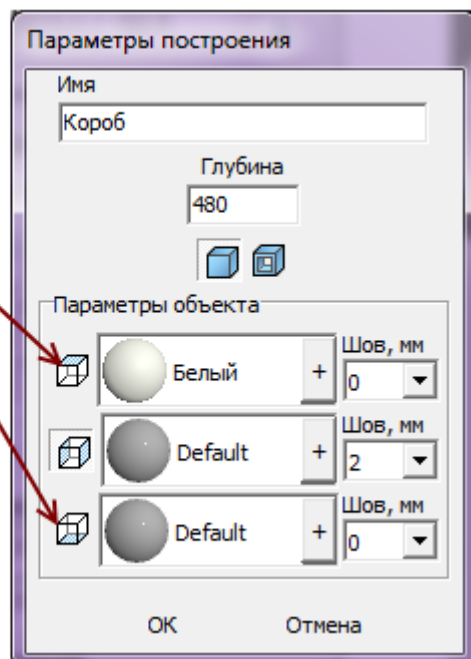 Параметры построения
Имя
Короб
Глубина
480
Параметры объекта
Шов, мм
Белый + 0
Шов, мм
Default + 2
Шов, мм
Default + 0
ОК Отмена